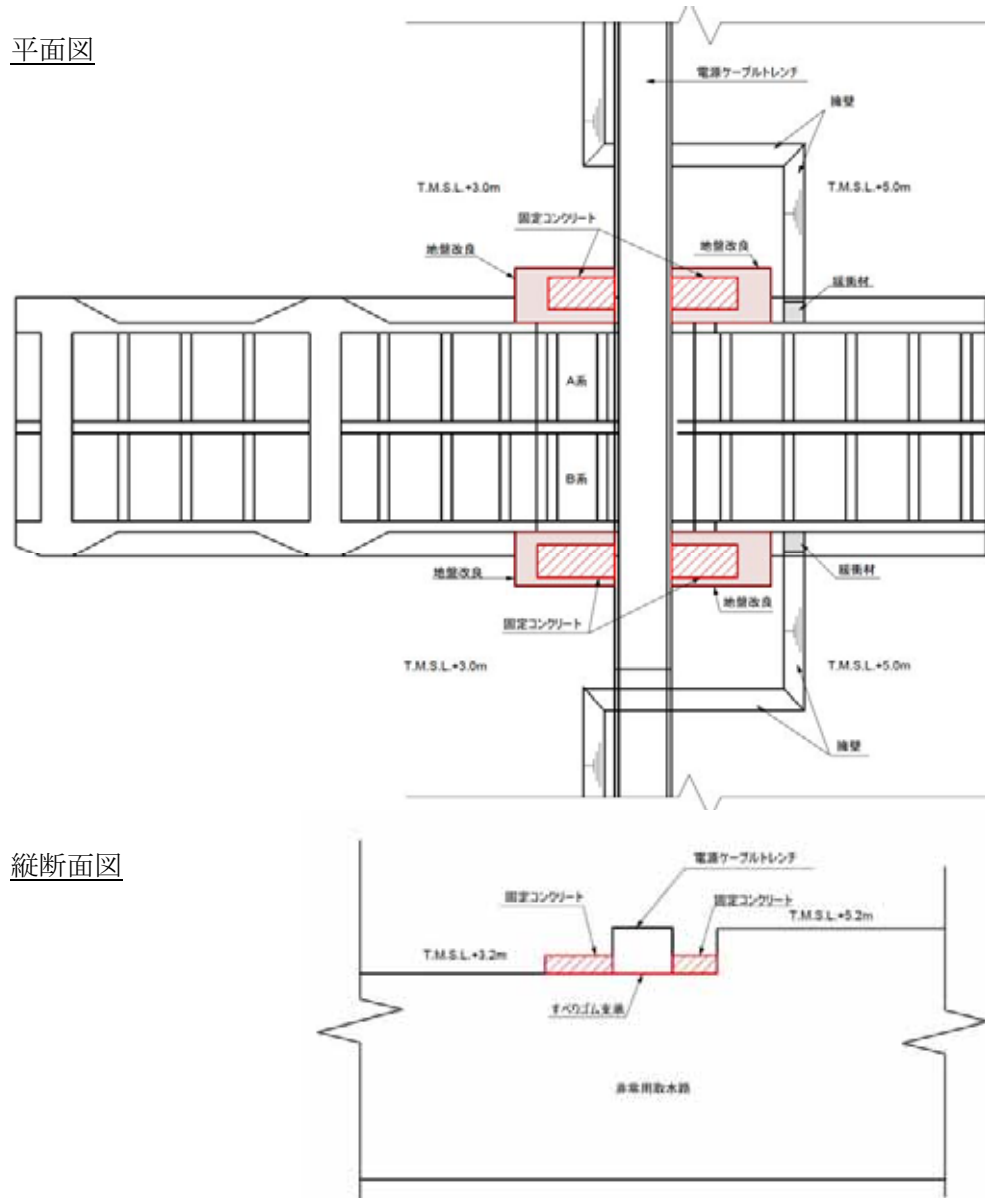 平面図
電源ケーブルトレンチ
擁壁
T.M.S.L.+3.0m
T.M.S.L.+5.0m
固定コンクリート
地盤改良
地盤改良
緩衝材
A系
B系
地盤改良
緩衝材
地盤改良
固定コンクリート
T.M.S.L.+3.0m
T.M.S.L.+5.0m
擁壁
縦断面図
電源ケーブルトレンチ
固定コンクリート
固定コンクリート
T.M.S.L.+5.2m
T.M.S.L.+3.2m
すべりゴム支承
非常用取水路